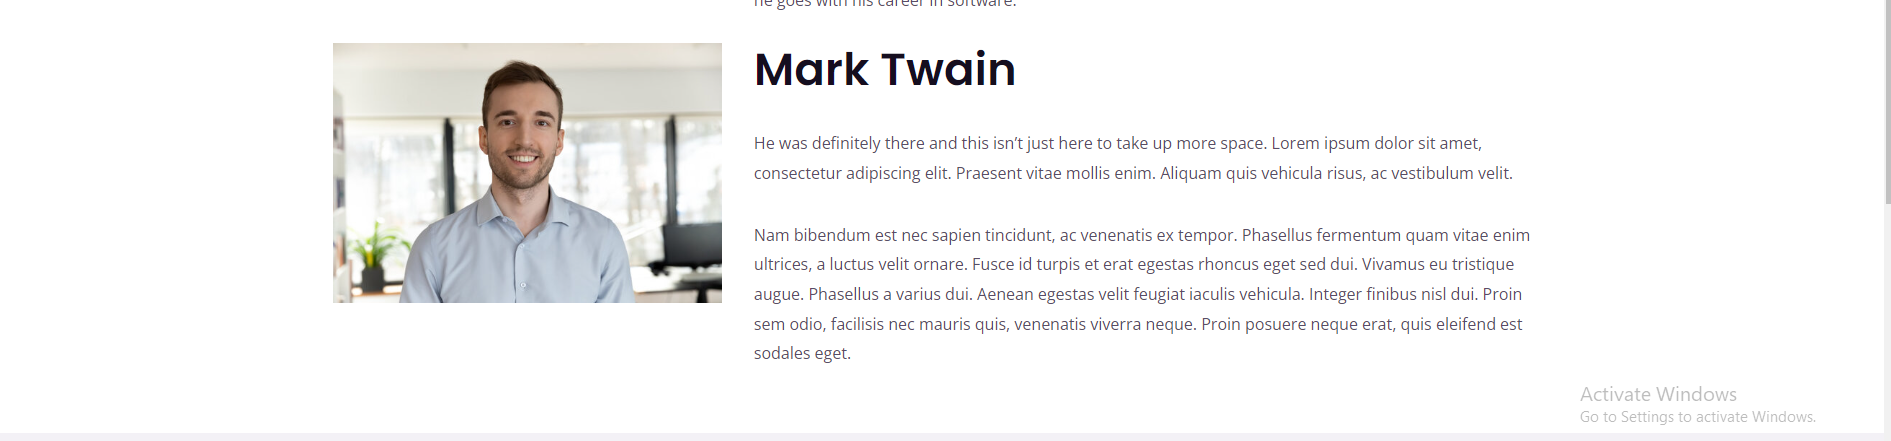 he goes with his career in software.
Mark Twain
He was definitely there and this isn’t just here to take up more space. Lorem ipsum dolor sit amet,
consectetur adipiscing elit. Praesent vitae mollis enim. Aliquam quis vehicula risus, ac vestibulum velit.
Nam bibendum est nec sapien tincidunt, ac venenatis ex tempor. Phasellus fermentum quam vitae enim
ultrices, a luctus velit ornare. Fusce id turpis et erat egestas rhoncus eget sed dui. Vivamus eu tristique
augue. Phasellus a varius dui. Aenean egestas velit feugiat iaculis vehicula. Integer finibus nisl dui. Proin
sem odio, facilisis nec mauris quis, venenatis viverra neque. Proin posuere neque erat, quis eleifend est
sodales eget.
Activate Windows
Go to Settings to activate Windows.